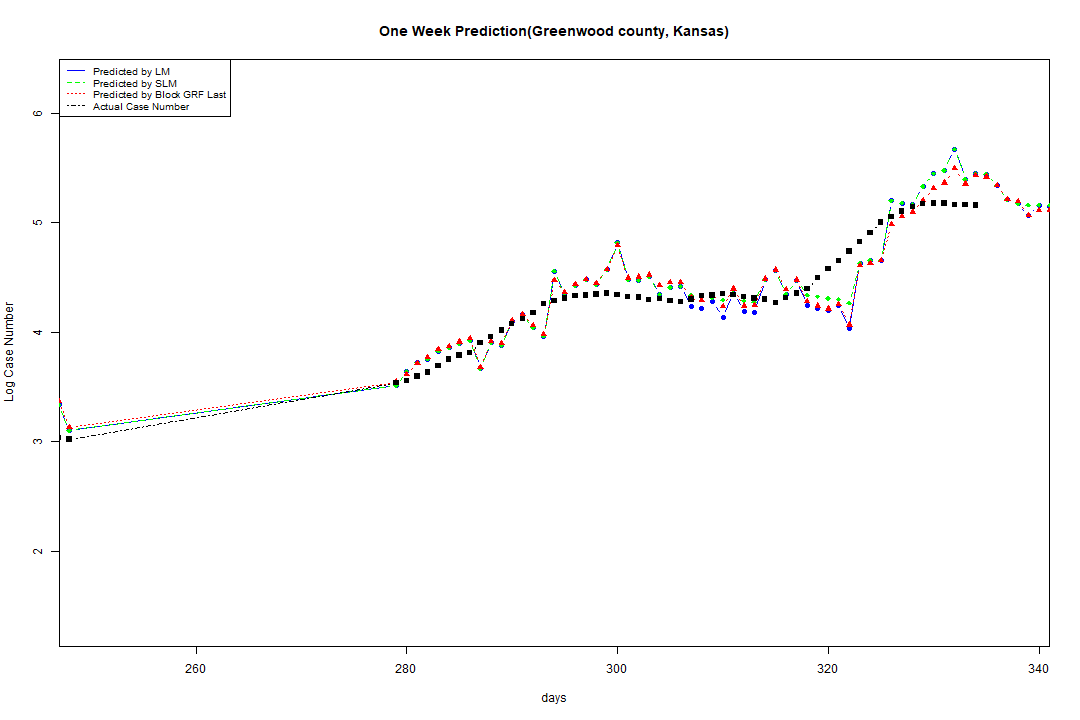 One Week Prediction(Greenwood county, Kansas)
Predicted by LM
Predicted by SLM
Predicted by Block GRF Last
Actual Case Number
6
5
4
3
2
Log Case Number
260 280 300 320 340
days